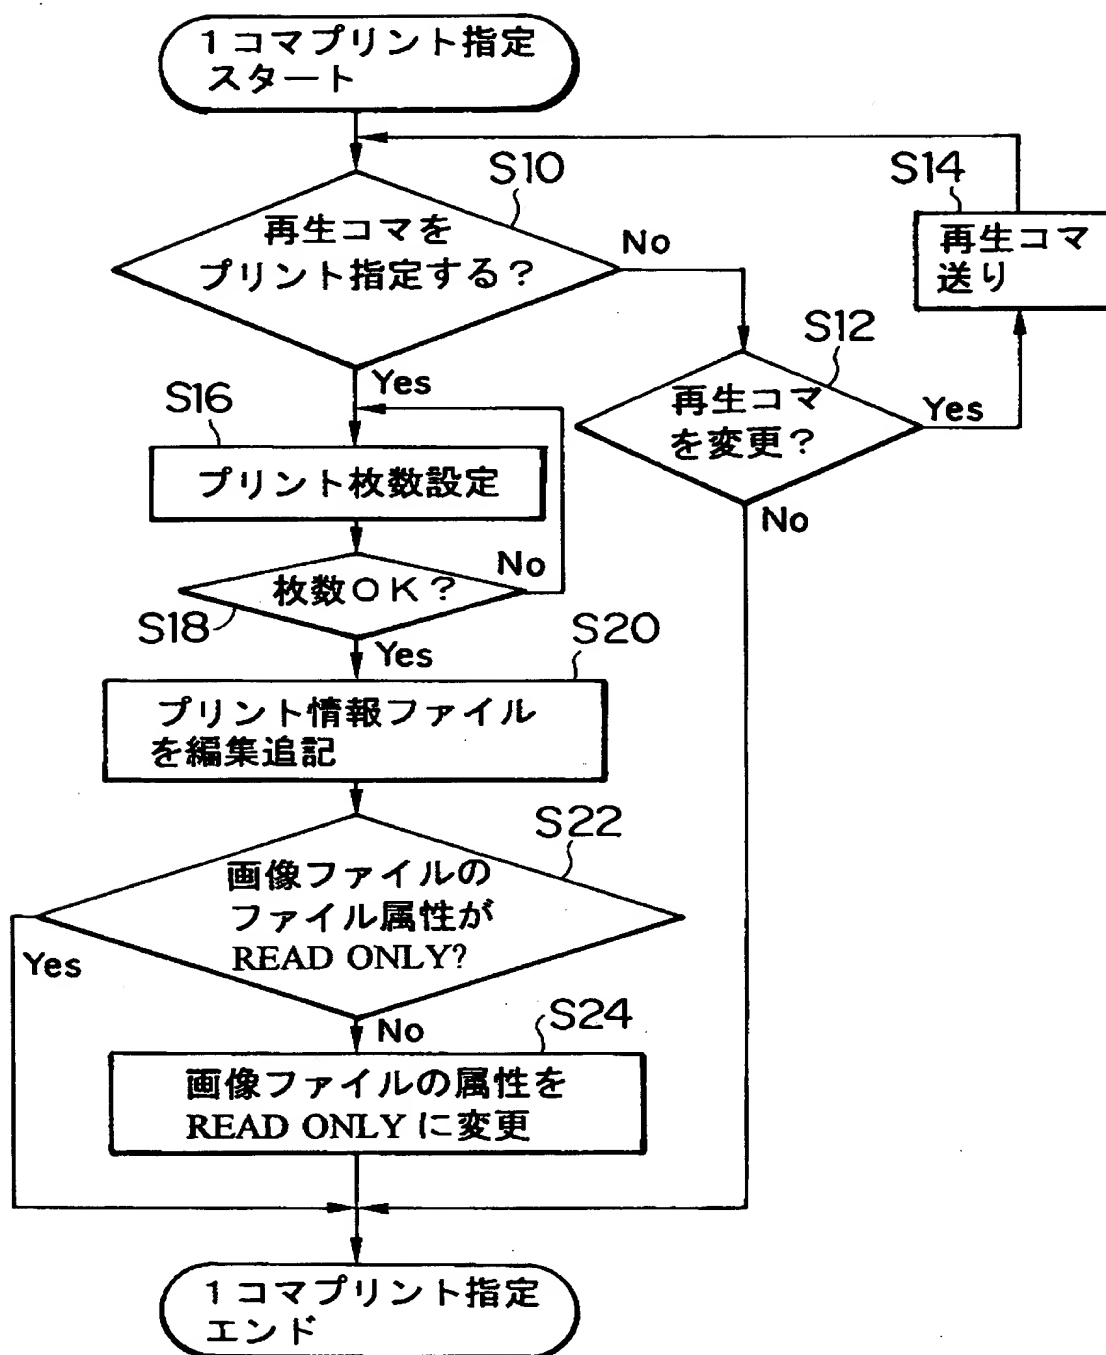 1コマプリント指定
スタート
S10
再生コマを
プリント指定する?
No
S14
再生コマ
送り
S12
再生コマ
を変更?
Yes
No
Yes
S16
プリント枚数設定
枚数OK?
No
S18
Yes
S20
プリント情報ファイル
を編集追記
S22
画像ファイルの
ファイル属性が
READ ONLY?
Yes
No
S24
画像ファイルの属性を
READ ONLY に変更
1コマプリント指定
エンド